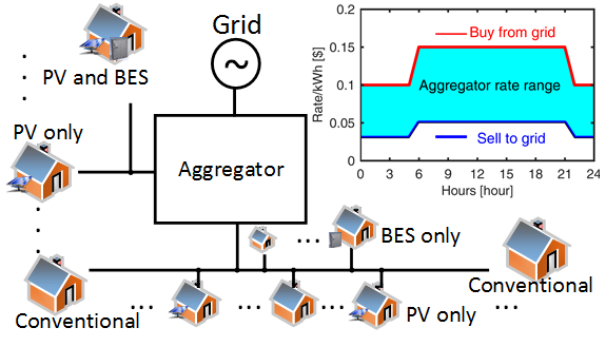 Grid
PV and BES
PV only
Aggregator
BES only
Conventional
Conventional
PV only
0.2
0.15
0.1
0.05
0
Rate/kWh [$]
Buy from grid
Aggregator rate range
Sell to grid
0 3 6 9 12 15 18 21 24
Hours [hour]